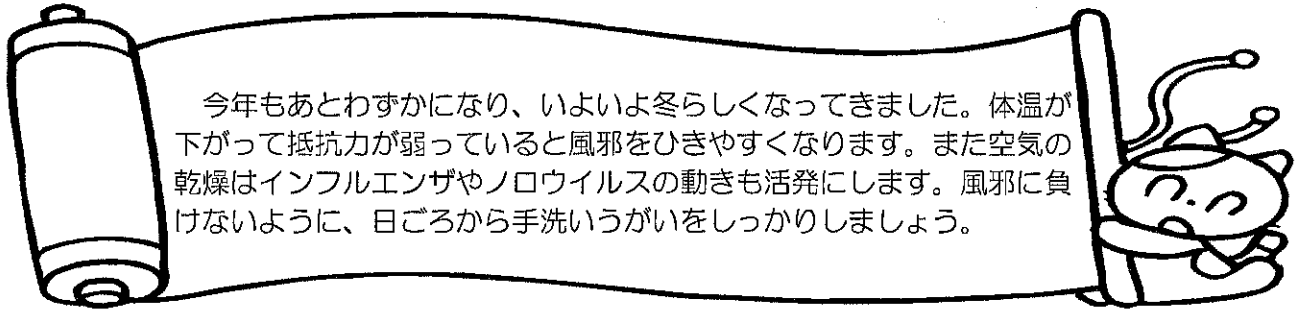 今年もあとわずかになり、いよいよ冬らしくなってきました。体温が
下がって抵抗力が弱っていると風邪をひきやすくなります。また空気の
乾燥はインフルエンザやノロウイルスの動きも活発にします。風邪に負
けないように、日ごろから手洗いうがいをしっかりしましょう。